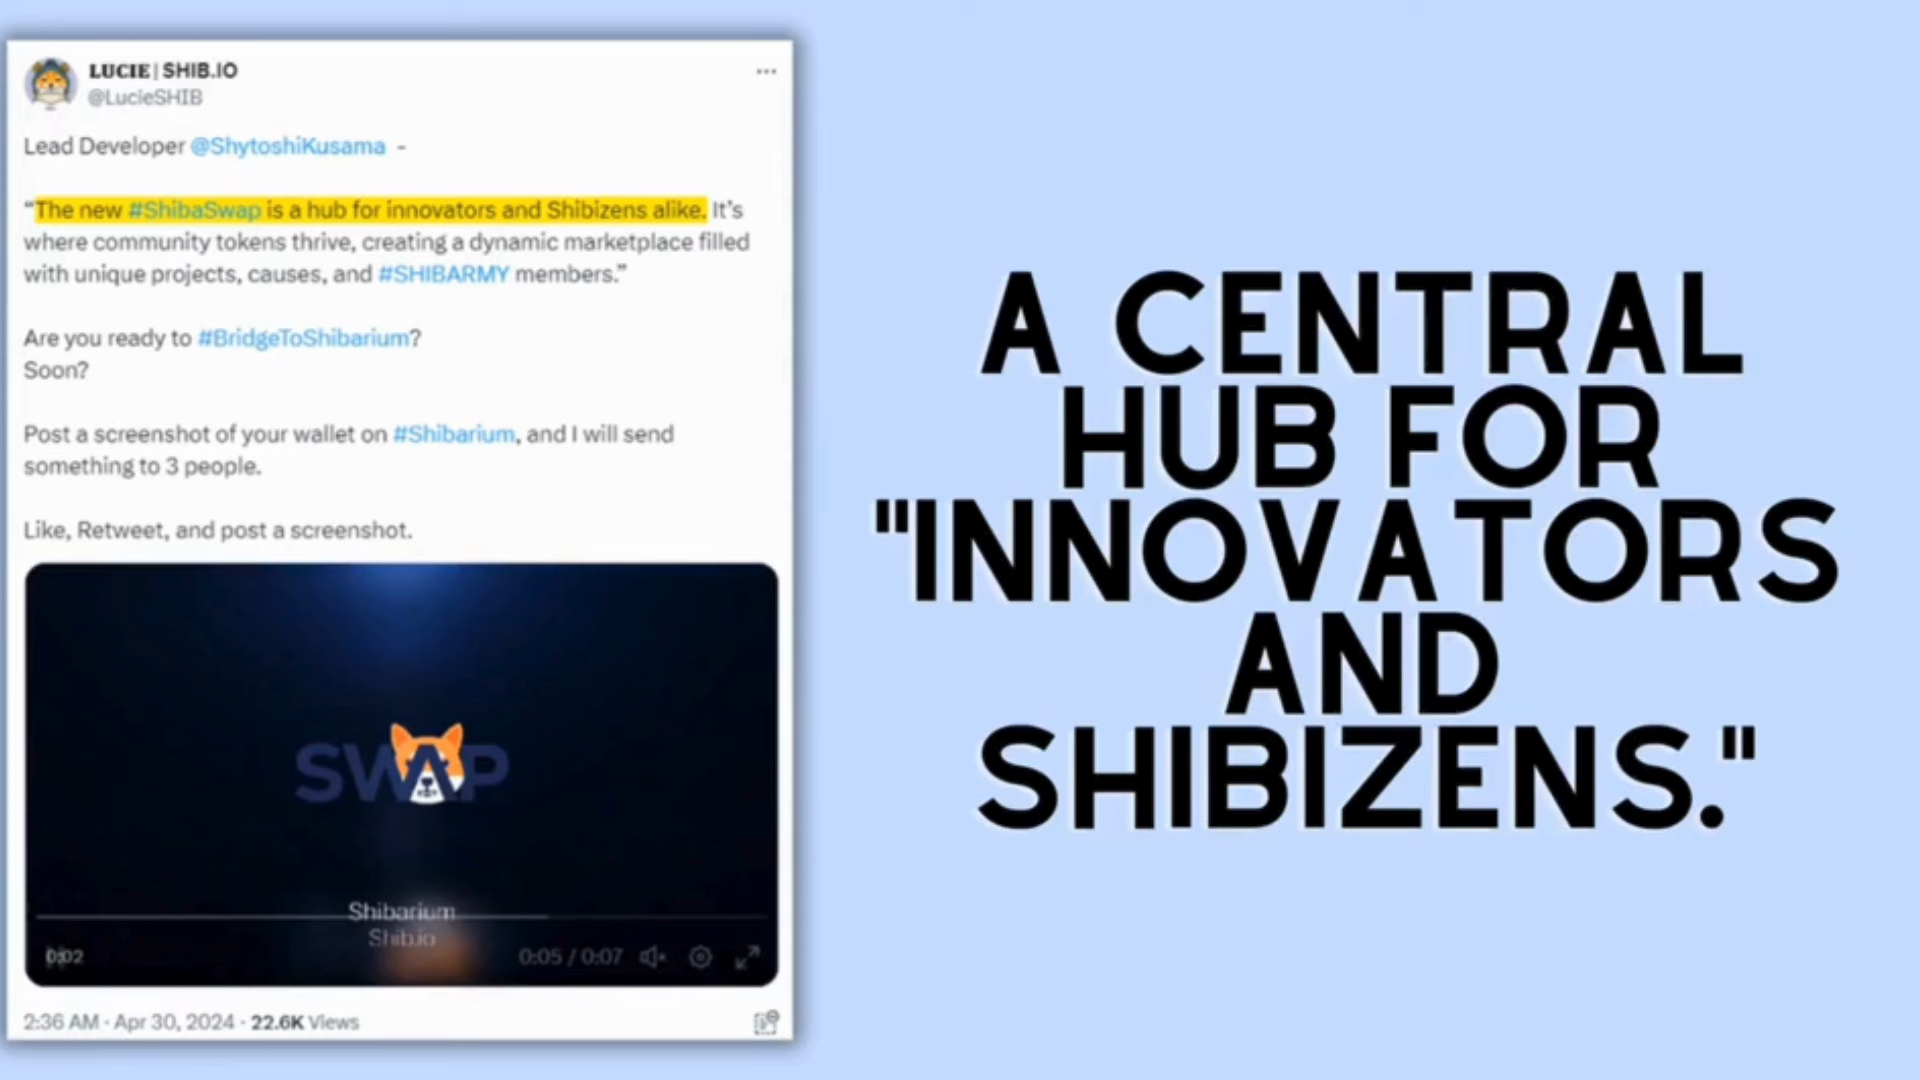 LUCIE | SHIB.IO
@LucieSHIB
Lead Developer @ShytoshiKusama -
“The new #ShibaSwap is a hub for innovators and Shibizens alike. It’s
where community tokens thrive, creating a dynamic marketplace filled
with unique projects, causes, and #SHIBARMY members.”
Are you ready to #BridgeToShibarium?
Soon?
Post a screenshot of your wallet on #Shibarium, and I will send
something to 3 people.
Like, Retweet, and post a screenshot.
SWAP
Shibarium
Shib.io
0:02
0:05 / 0:07
2:36 AM · Apr 30, 2024 · 22.6K Views
A CENTRAL
HUB FOR
"INNOVATORS
AND
SHIBIZENS."